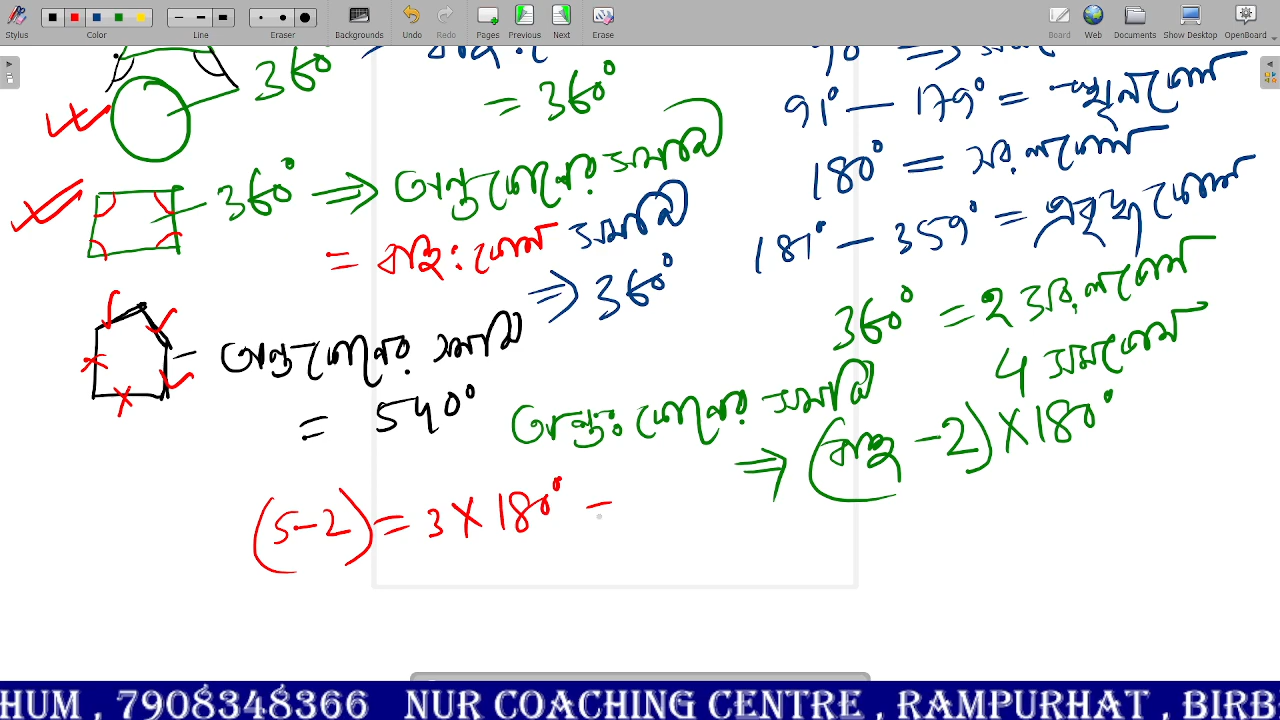 Stylus Color Line Eraser Backgrounds Undo Redo Pages Previous Next Erase Board Web Documents Show Desktop OpenBoard
360°
= 360°
360° ⇒ অন্তঃকোণের সমষ্টি
= বহিঃকোণ সমষ্টি
⇒ 360°
অন্তঃকোণের সমষ্টি
= 540°
(5-2) = 3 × 180° =
91° — 179° = স্থূলকোণ
180° = সরলকোণ
181° — 359° = প্রবৃদ্ধ কোণ
360° = 2 সরলকোণ
4 সমকোণ
অন্তঃকোণের সমষ্টি
⇒ (বাহু - 2) × 180°
HUM , 7908348366 NUR COACHING CENTRE , RAMPURHAT , BIRB